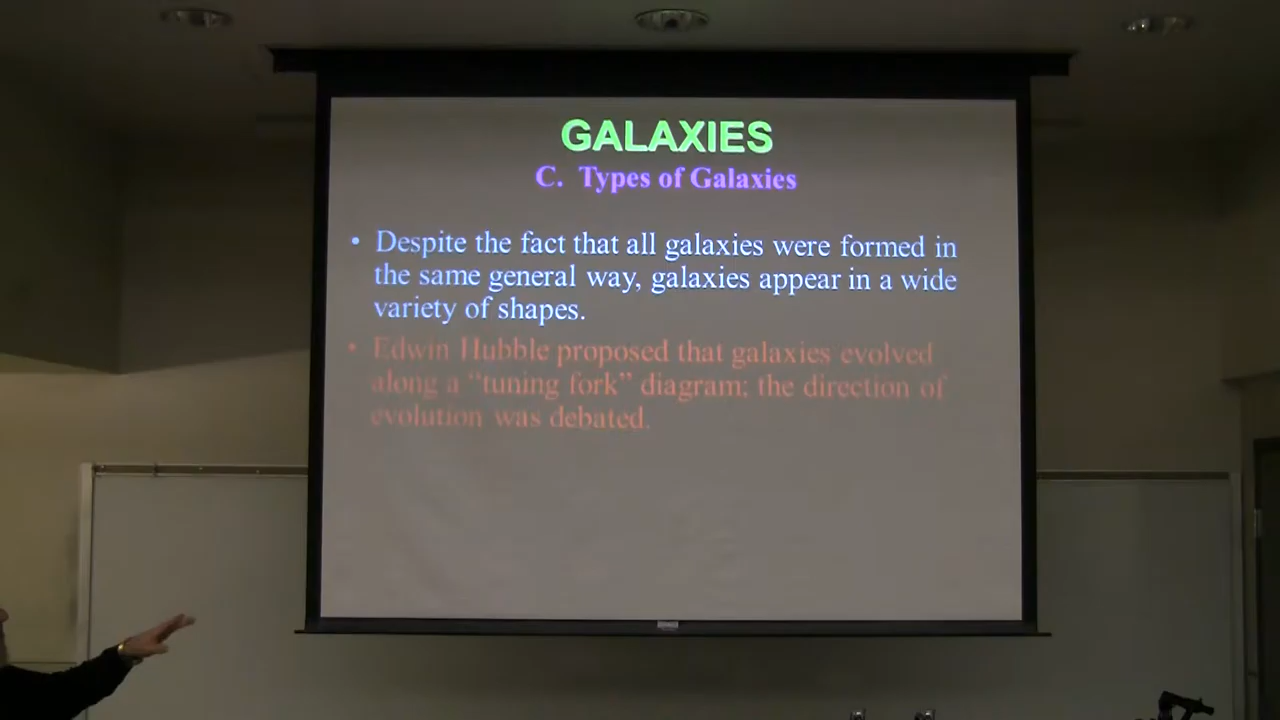 GALAXIES
C. Types of Galaxies
• Despite the fact that all galaxies were formed in
the same general way, galaxies appear in a wide
variety of shapes.
• Edwin Hubble proposed that galaxies evolved
along a “tuning fork” diagram; the direction of
evolution was debated.